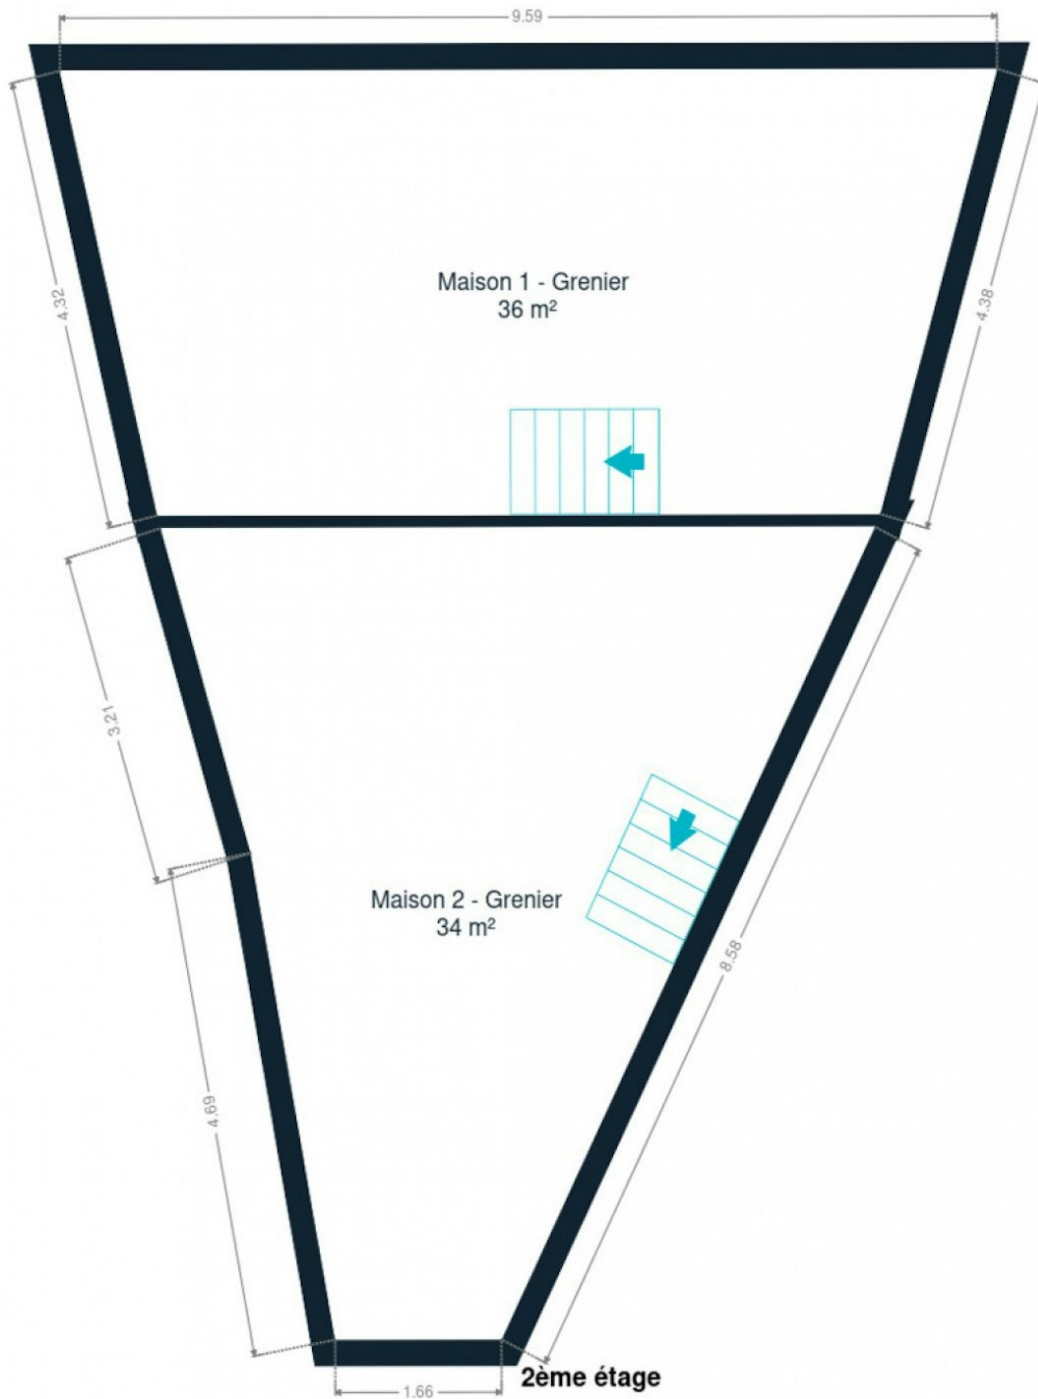 9.59
4.32
4.38
Maison 1 - Grenier
36 m²
3.21
Maison 2 - Grenier
34 m²
8.58
4.69
2ème étage
1.66